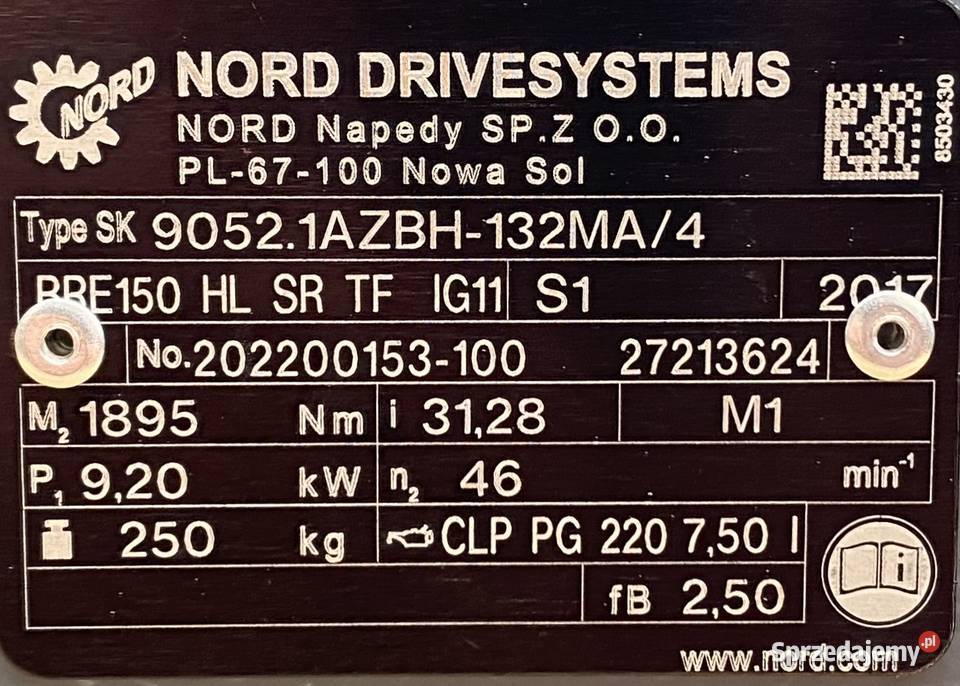 NORD
NORD DRIVESYSTEMS
NORD Napedy SP.Z O.O.
PL-67-100 Nowa Sol
8503430
Type SK 9052.1AZBH-132MA/4
BRE150 HL SR TF IG11 S1 2017
No.202200153-100 27213624
M2 1895 Nm i 31,28 M1
P1 9,20 kW n2 46 min-1
250 kg CLP PG 220 7,50 l
fB 2,50
i
www.nord.com
Sprzedajemy.pl